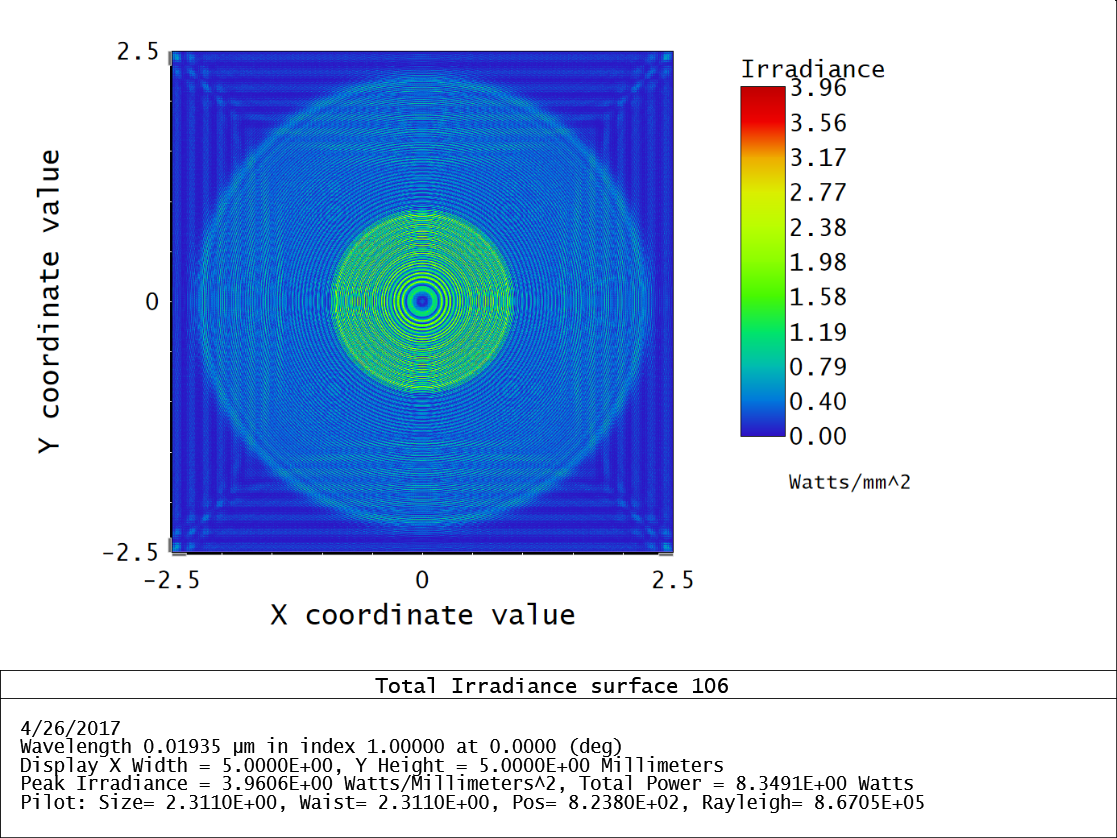 2.5
Irradiance
3.96
3.56
3.17
2.77
2.38
1.98
1.58
1.19
0.79
0.40
0.00
Watts/mm^2
Y coordinate value
0
-2.5
-2.5 0 2.5
X coordinate value
Total Irradiance surface 106
4/26/2017
Wavelength 0.01935 µm in index 1.00000 at 0.0000 (deg)
Display X Width = 5.0000E+00, Y Height = 5.0000E+00 Millimeters
Peak Irradiance = 3.9606E+00 Watts/Millimeters^2, Total Power = 8.3491E+00 Watts
Pilot: Size= 2.3110E+00, Waist= 2.3110E+00, Pos= 8.2380E+02, Rayleigh= 8.6705E+05